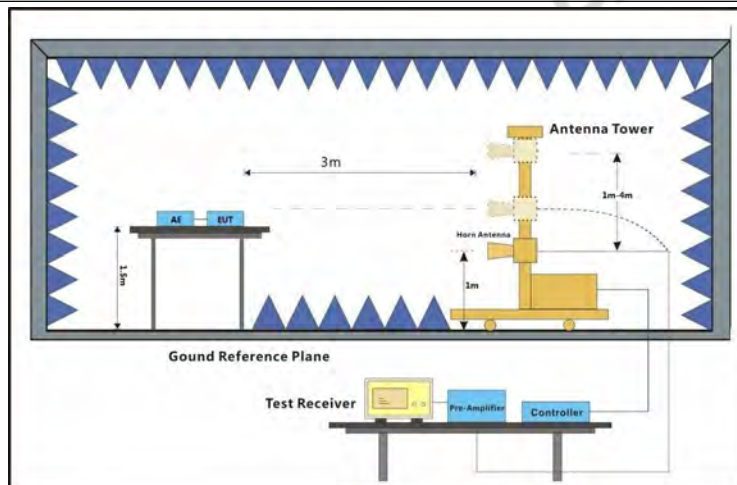 Antenna Tower
3m
1m-4m
AE
EUT
Horn Antenna
1.5m
1m
Gound Reference Plane
Test Receiver
Pre-Amplifier
Controller